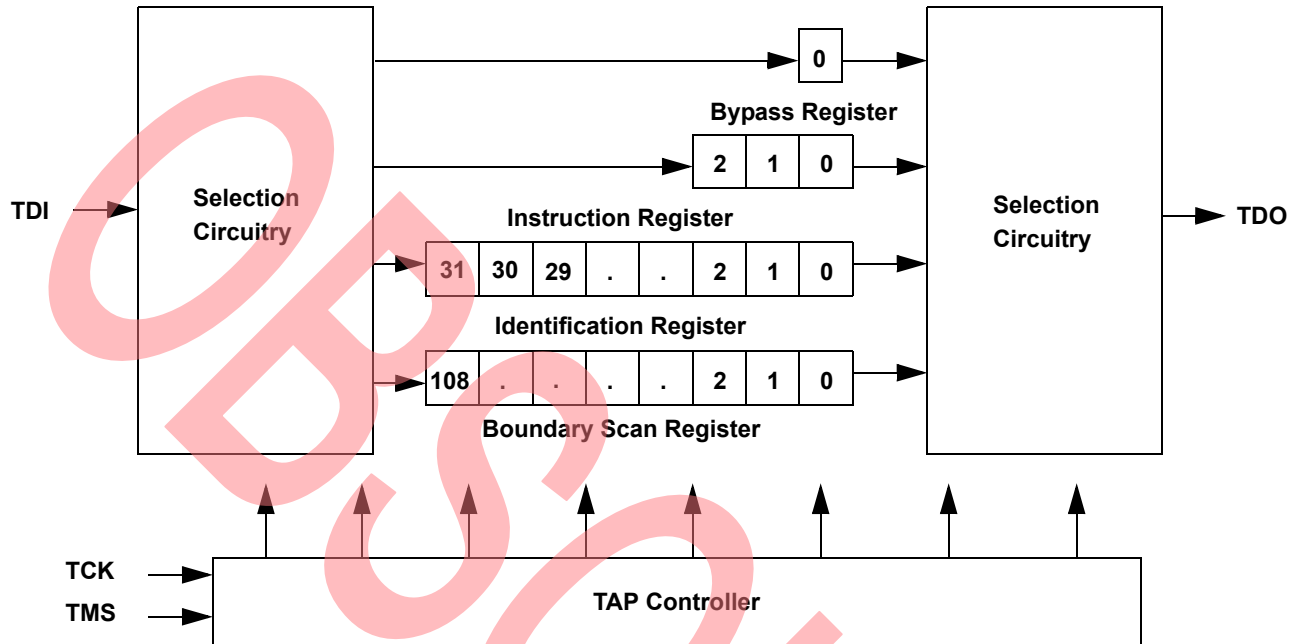 0
Bypass Register
2 1 0
Instruction Register
31 30 29 . . 2 1 0
Identification Register
108 . . . . 2 1 0
Boundary Scan Register
TDI
Selection
Circuitry
Selection
Circuitry
TDO
TCK
TMS
TAP Controller
OBSO